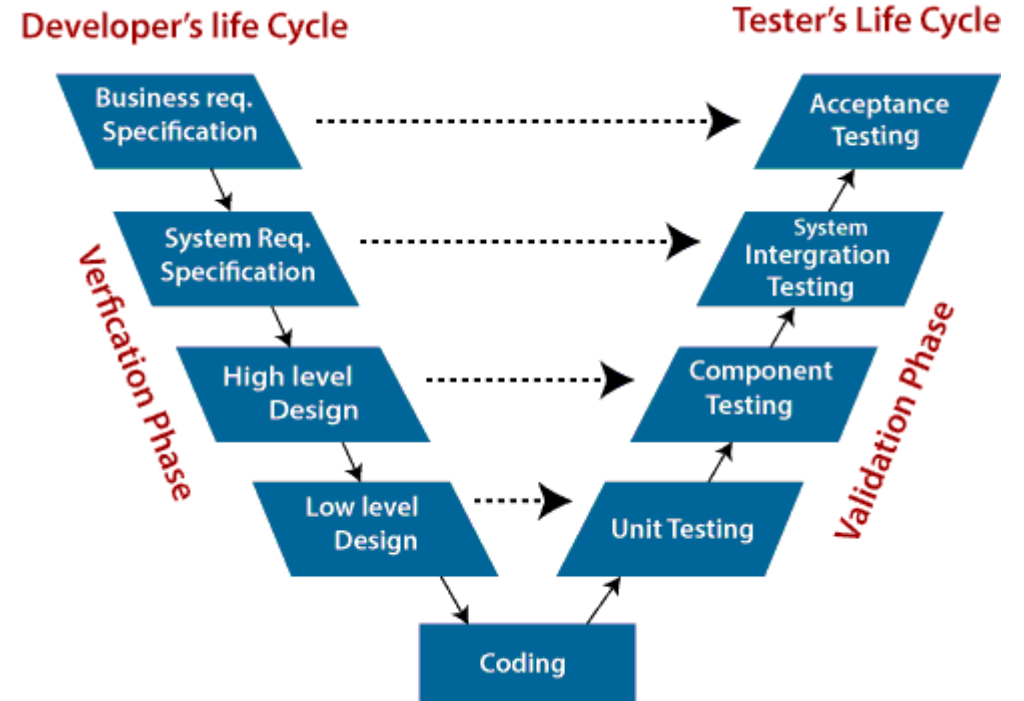 Developer's life Cycle
Tester's Life Cycle
Business req.
Specification
Acceptance
Testing
System Req.
Specification
System
Intergration
Testing
Verfication Phase
High level
Design
Component
Testing
Validation Phase
Low level
Design
Unit Testing
Coding